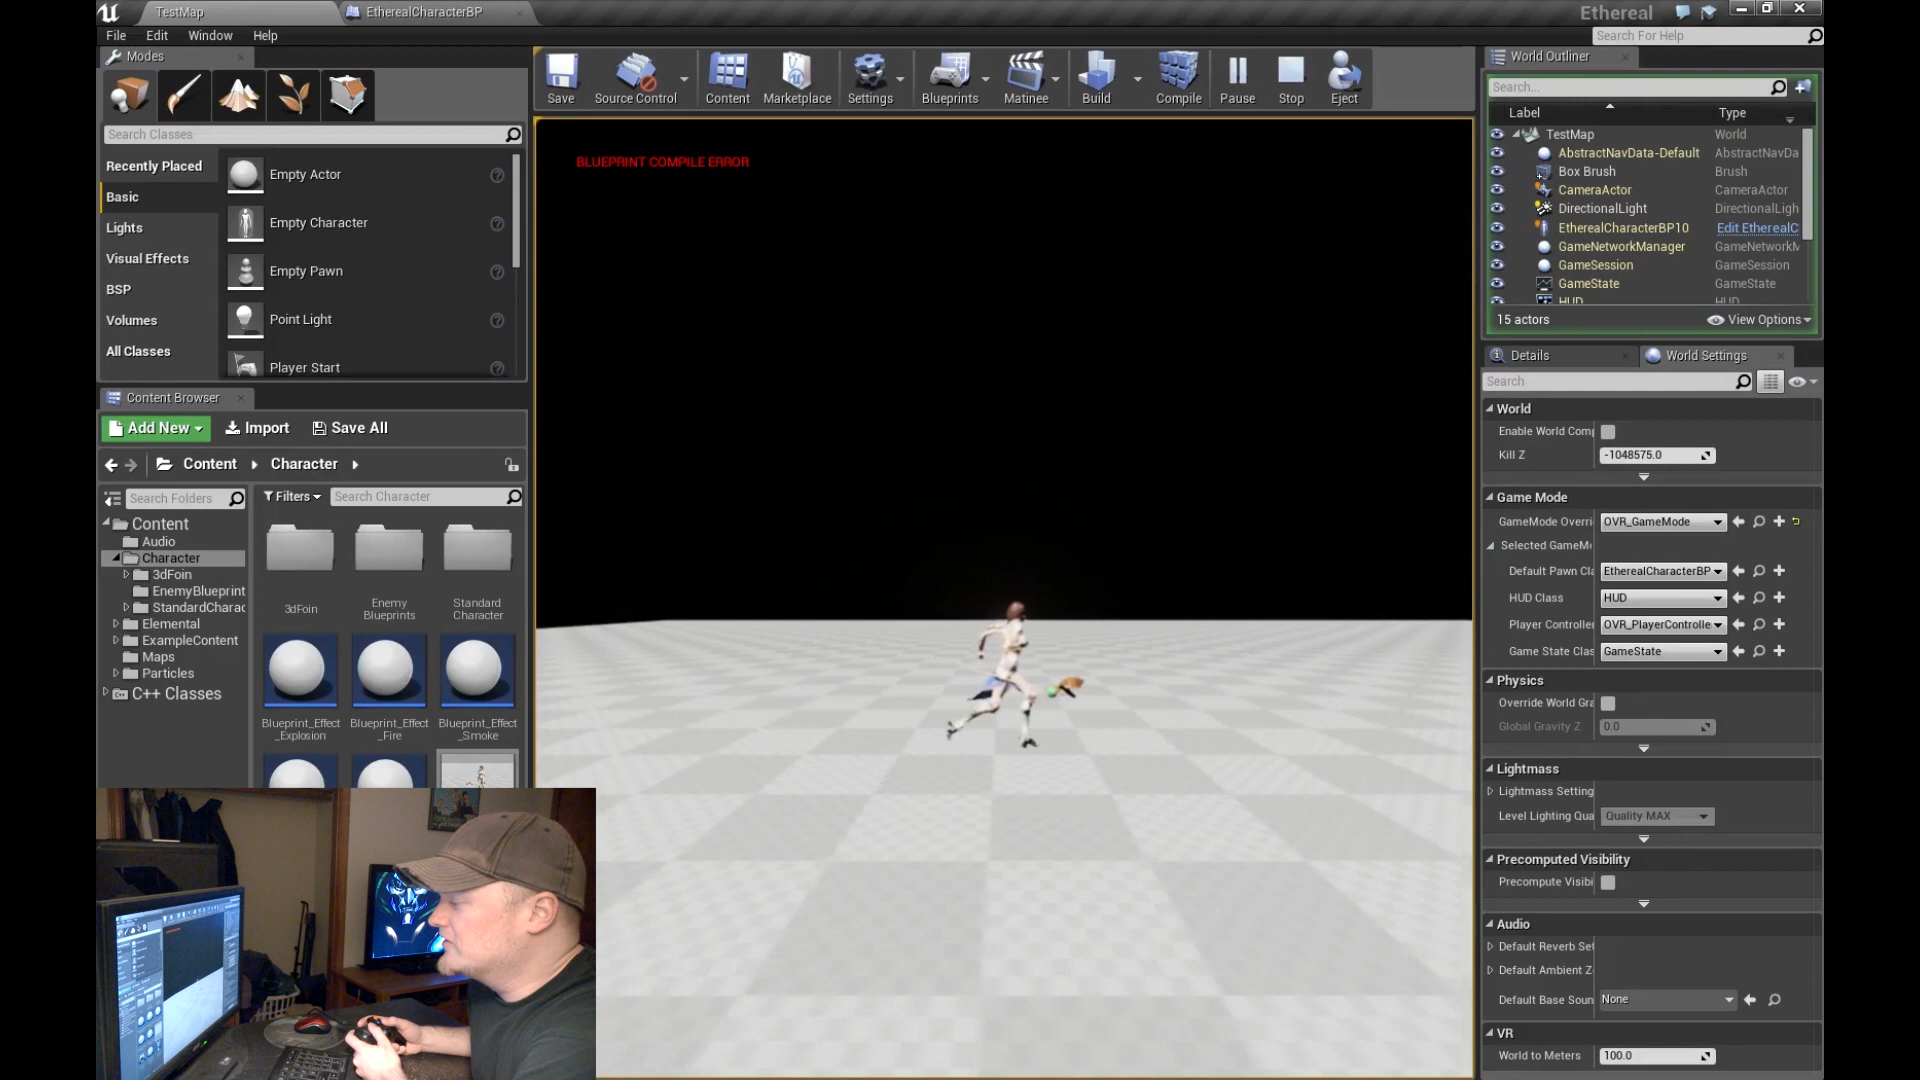 TestMap
EtherealCharacterBP
Ethereal
File Edit Window Help
Search For Help
Modes
Save
Source Control
Content
Marketplace
Settings
Blueprints
Matinee
Build
Compile
Pause
Stop
Eject
Search Classes
Recently Placed
Basic
Lights
Visual Effects
BSP
Volumes
All Classes
Empty Actor
Empty Character
Empty Pawn
Point Light
Player Start
BLUEPRINT COMPILE ERROR
World Outliner
Search...
Label Type
TestMap World
AbstractNavData-Default AbstractNavDa
Box Brush Brush
CameraActor CameraActor
DirectionalLight DirectionalLigh
EtherealCharacterBP10 Edit EtherealC
GameNetworkManager GameNetworkM
GameSession GameSession
GameState GameState
HUD HUD
15 actors
View Options
Content Browser
Add New
Import
Save All
Content Character
Search Folders
Filters
Search Character
Content
Audio
Character
3dFoin
EnemyBlueprint
StandardCharac
Elemental
ExampleContent
Maps
Particles
C++ Classes
3dFoin
Enemy
Blueprints
Standard
Character
Blueprint_Effect
_Explosion
Blueprint_Effect
_Fire
Blueprint_Effect
_Smoke
Details
World Settings
Search
World
Enable World Comp
Kill Z -1048575.0
Game Mode
GameMode Overri OVR_GameMode
Selected GameMo
Default Pawn Cla EtherealCharacterBP
HUD Class HUD
Player Controller OVR_PlayerControlle
Game State Clas GameState
Physics
Override World Gra
Global Gravity Z 0.0
Lightmass
Lightmass Setting
Level Lighting Qua Quality MAX
Precomputed Visibility
Precompute Visibi
Audio
Default Reverb Set
Default Ambient Z
Default Base Soun None
VR
World to Meters 100.0